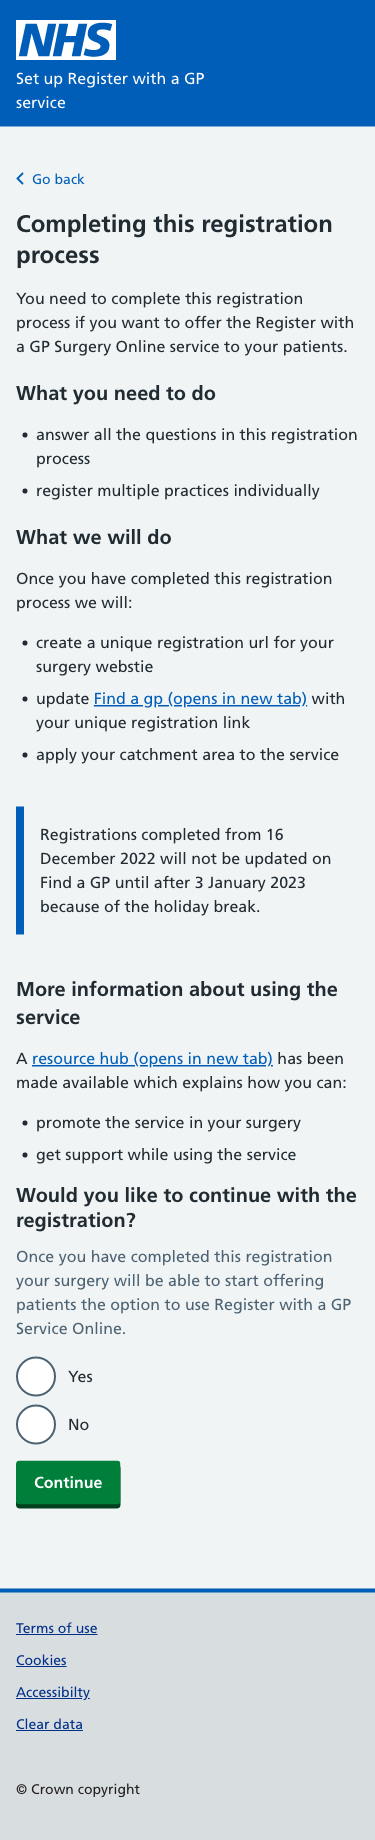 NHS
Set up Register with a GP
service
Go back
Completing this registration
process
You need to complete this registration
process if you want to offer the Register with
a GP Surgery Online service to your patients.
What you need to do
• answer all the questions in this registration
process
• register multiple practices individually
What we will do
Once you have completed this registration
process we will:
• create a unique registration url for your
surgery webstie
• update Find a gp (opens in new tab) with
your unique registration link
• apply your catchment area to the service
Registrations completed from 16
December 2022 will not be updated on
Find a GP until after 3 January 2023
because of the holiday break.
More information about using the
service
A resource hub (opens in new tab) has been
made available which explains how you can:
• promote the service in your surgery
• get support while using the service
Would you like to continue with the
registration?
Once you have completed this registration
your surgery will be able to start offering
patients the option to use Register with a GP
Service Online.
Yes
No
Continue
Terms of use
Cookies
Accessibilty
Clear data
© Crown copyright